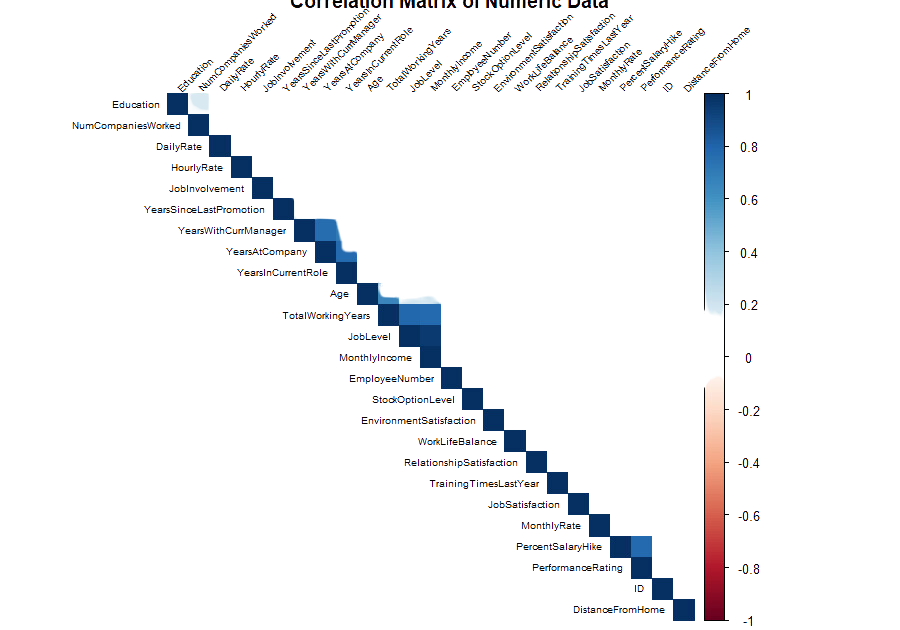 Correlation Matrix of Numeric Data
Education
NumCompaniesWorked
DailyRate
HourlyRate
JobInvolvement
YearsSinceLastPromotion
YearsWithCurrManager
YearsAtCompany
YearsInCurrentRole
Age
TotalWorkingYears
JobLevel
MonthlyIncome
EmployeeNumber
StockOptionLevel
EnvironmentSatisfaction
WorkLifeBalance
RelationshipSatisfaction
TrainingTimesLastYear
JobSatisfaction
MonthlyRate
PercentSalaryHike
PerformanceRating
ID
DistanceFromHome
Education
NumCompaniesWorked
DailyRate
HourlyRate
JobInvolvement
YearsSinceLastPromotion
YearsWithCurrManager
YearsAtCompany
YearsInCurrentRole
Age
TotalWorkingYears
JobLevel
MonthlyIncome
EmployeeNumber
StockOptionLevel
EnvironmentSatisfaction
WorkLifeBalance
RelationshipSatisfaction
TrainingTimesLastYear
JobSatisfaction
MonthlyRate
PercentSalaryHike
PerformanceRating
ID
DistanceFromHome
1
0.8
0.6
0.4
0.2
0
-0.2
-0.4
-0.6
-0.8
-1